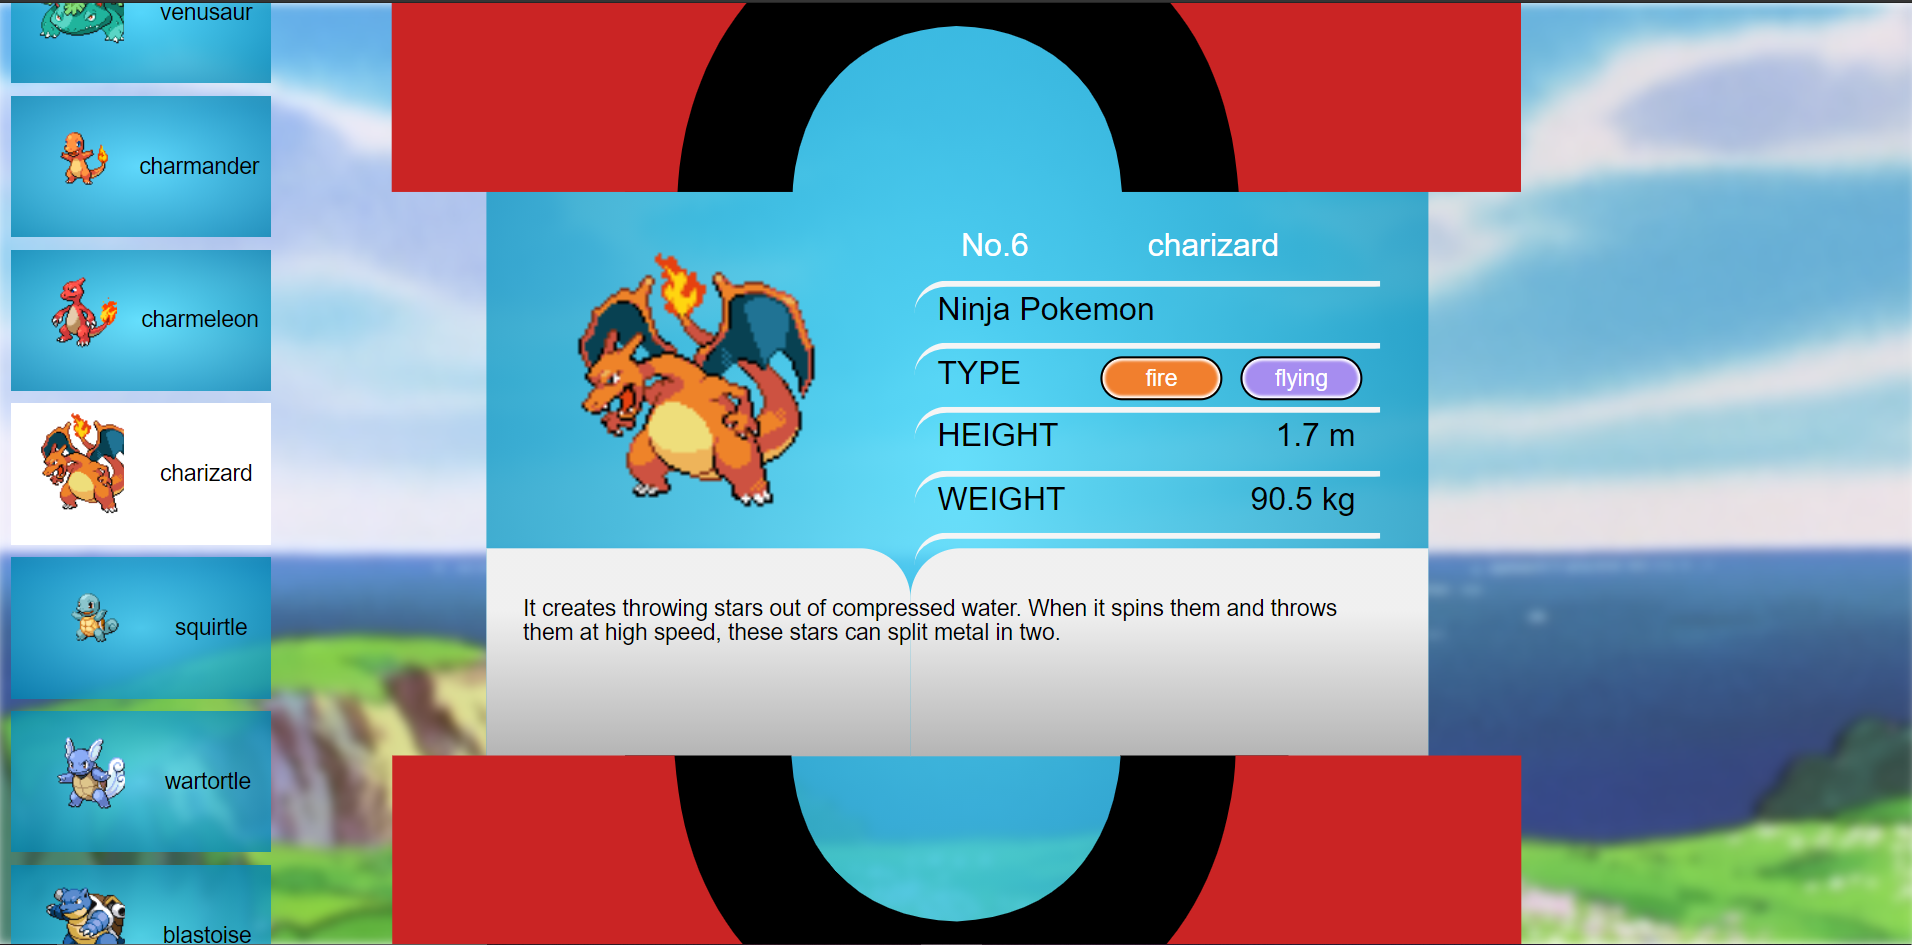 venusaur
charmander
charmeleon
charizard
squirtle
wartortle
blastoise
No.6 charizard
Ninja Pokemon
TYPE fire flying
HEIGHT 1.7 m
WEIGHT 90.5 kg
It creates throwing stars out of compressed water. When it spins them and throws
them at high speed, these stars can split metal in two.